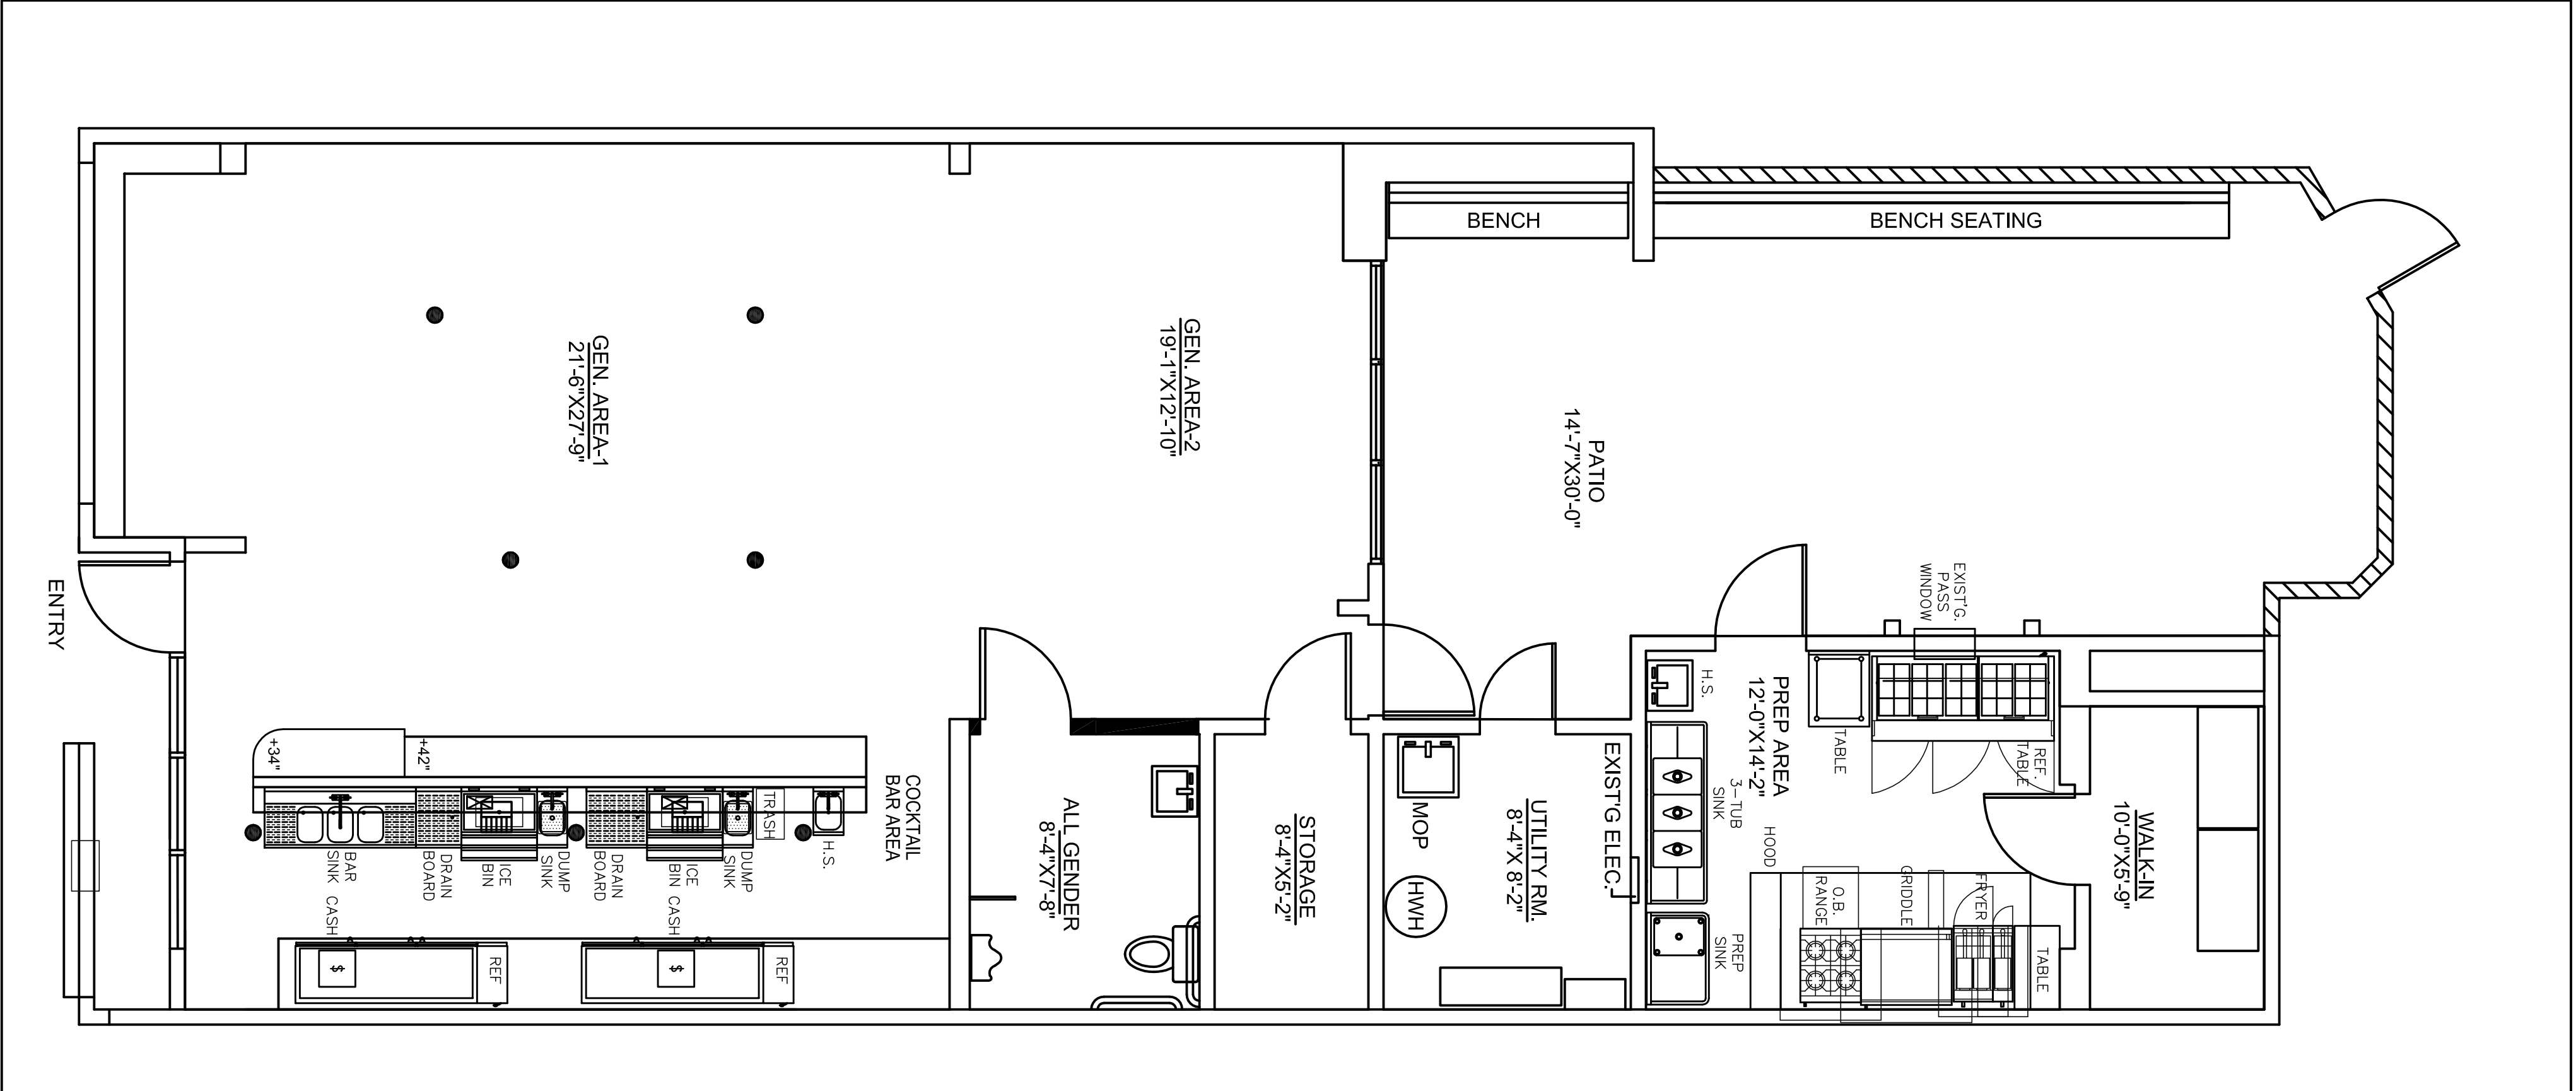 BENCH
BENCH SEATING
GEN. AREA-1
21'-6"X27'-9"
GEN. AREA-2
19'-1"X12'-10"
PATIO
14'-7"X30'-0"
ENTRY
EXIST'G.
PASS
WINDOW
H.S.
PREP AREA
12'-0"X14'-2"
TABLE
REF.
TABLE
3-TUB
SINK
HOOD
WALK-IN
10'-0"X5'-9"
+34"
+42"
COCKTAIL
BAR AREA
TRASH
H.S.
BAR
SINK
DRAIN
BOARD
ICE
BIN
DUMP
SINK
DRAIN
BOARD
ICE
BIN
DUMP
SINK
CASH
CASH
$
REF
$
REF
ALL GENDER
8'-4"X7'-8"
STORAGE
8'-4"X5'-2"
MOP
HWH
UTILITY RM.
8'-4"X 8'-2"
EXIST'G ELEC.
PREP
SINK
O.B.
RANGE
GRIDDLE
FRYER
TABLE